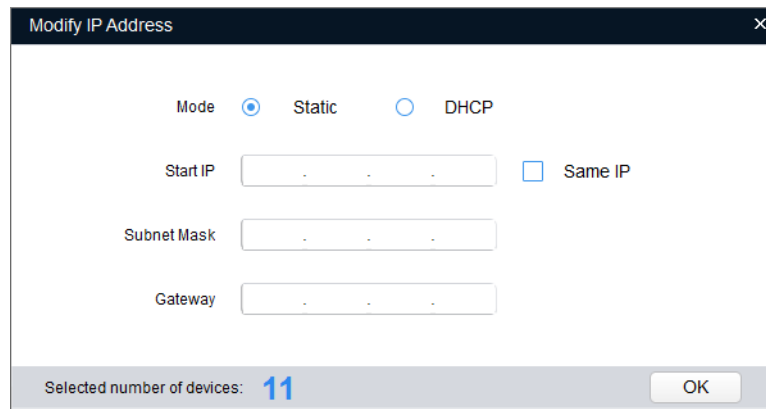 Modify IP Address
Mode Static DHCP
Start IP . . . Same IP
Subnet Mask . . .
Gateway . . .
Selected number of devices: 11 OK